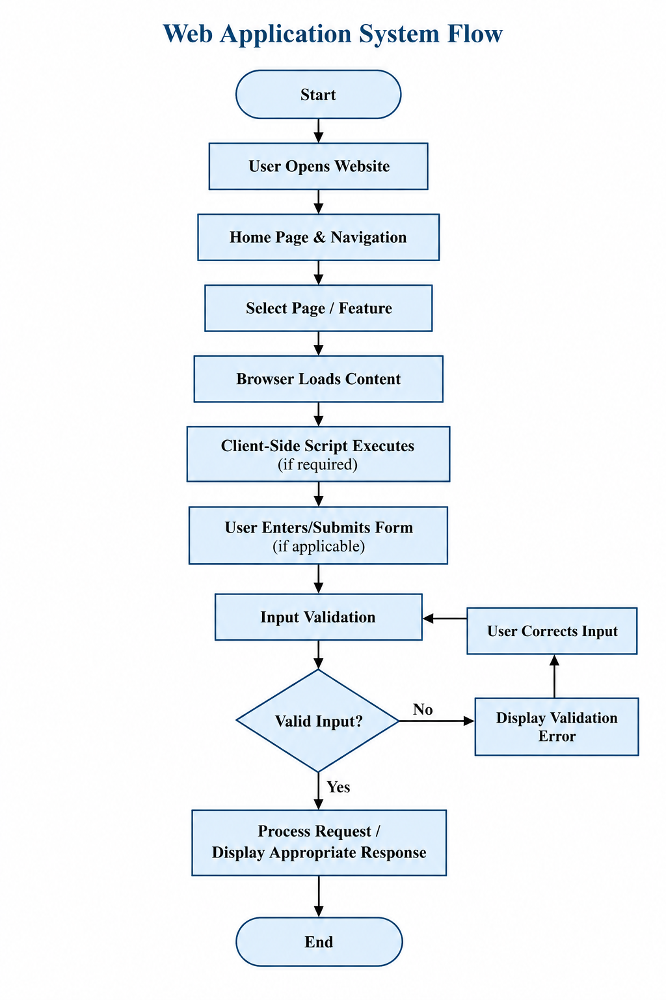 Web Application System Flow
Start
User Opens Website
Home Page & Navigation
Select Page / Feature
Browser Loads Content
Client-Side Script Executes
(if required)
User Enters/Submits Form
(if applicable)
Input Validation
User Corrects Input
Valid Input?
No
Display Validation
Error
Yes
Process Request /
Display Appropriate Response
End